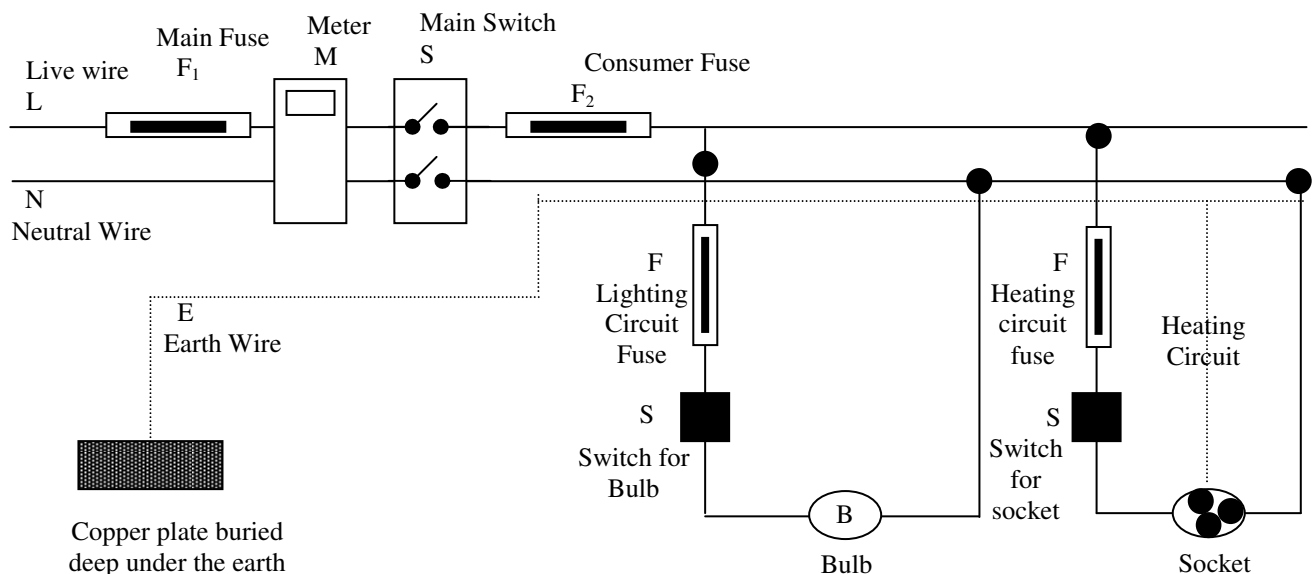 Main Fuse
F₁
Meter
M
Main Switch
S
Consumer Fuse
F₂
Live wire
L
N
Neutral Wire
E
Earth Wire
Copper plate buried
deep under the earth
F
Lighting
Circuit
Fuse
S
Switch for
Bulb
B
Bulb
F
Heating
circuit
fuse
Heating
Circuit
S
Switch
for
socket
Socket